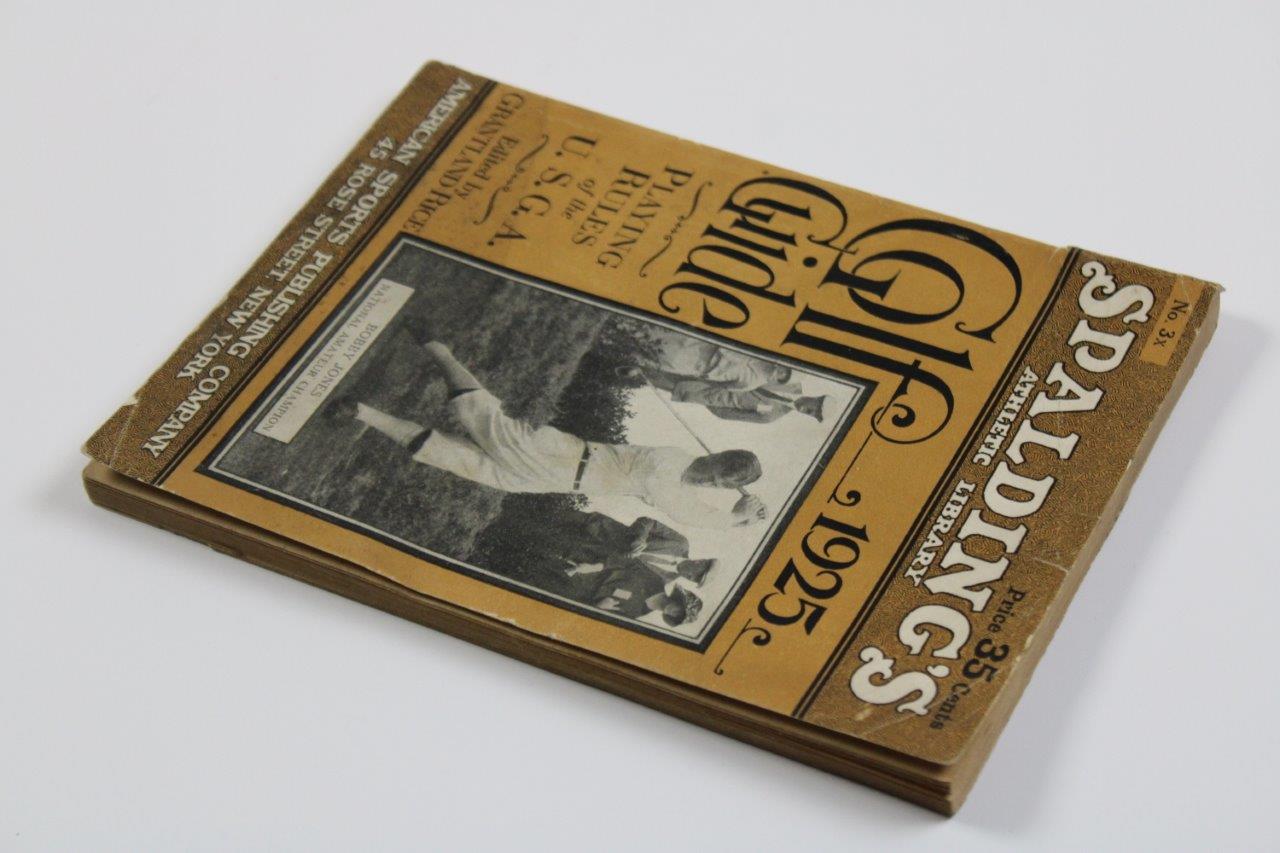 No. 3x
Price 35 Cents
SPALDING'S
ATHLETIC LIBRARY
Golf
Guide
1925
PLAYING
RULES
of the
U. S. G. A.
Edited by
GRANTLAND RICE
BOBBY JONES
NATIONAL AMATEUR CHAMPION
AMERICAN SPORTS PUBLISHING COMPANY
45 ROSE STREET NEW YORK